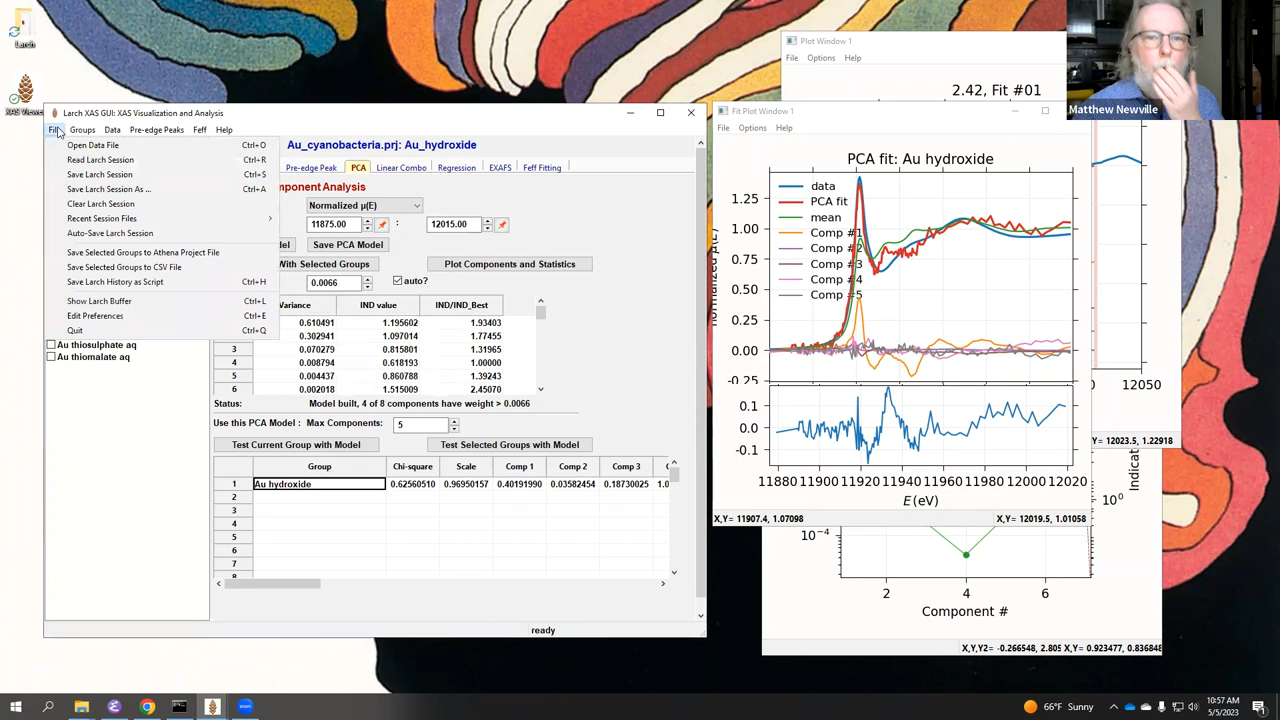 Larch
XAS Viewer
Larch XAS GUI: XAS Visualization and Analysis
File Groups Data Pre-edge Peaks Feff Help
Open Data File Ctrl+O
Read Larch Session Ctrl+R
Save Larch Session Ctrl+S
Save Larch Session As ... Ctrl+A
Clear Larch Session
Recent Session Files
Auto-Save Larch Session
Save Selected Groups to Athena Project File
Save Selected Groups to CSV File
Save Larch History as Script Ctrl+H
Show Larch Buffer Ctrl+L
Edit Preferences Ctrl+E
Quit Ctrl+Q
Au thiosulphate aq
Au thiomalate aq
Au_cyanobacteria.prj: Au_hydroxide
Pre-edge Peak PCA Linear Combo Regression EXAFS Feff Fitting
mponent Analysis
Normalized μ(E)
11875.00 : 12015.00
del Save PCA Model
With Selected Groups Plot Components and Statistics
0.0066 auto?
Variance IND value IND/IND_Best
0.610491 1.195602 1.93403
0.302941 1.097014 1.77455
3 0.070279 0.815801 1.31965
4 0.008794 0.618193 1.00000
5 0.004437 0.860788 1.39243
6 0.002018 1.515009 2.45070
Status: Model built, 4 of 8 components have weight > 0.0066
Use this PCA Model : Max Components: 5
Test Current Group with Model Test Selected Groups with Model
Group Chi-square Scale Comp 1 Comp 2 Comp 3
1 Au hydroxide 0.62560510 0.96950157 0.40191990 0.03582454 0.18730025 1.0
2
3
4
5
6
7
8
ready
Plot Window 1
File Options Help
2.42, Fit #01
Matthew Newville
Fit Plot Window 1
File Options Help
PCA fit: Au hydroxide
data
PCA fit
mean
Comp #1
Comp #2
Comp #3
Comp #4
Comp #5
1.25
1.00
0.75
0.50
0.25
0.00
-0.25
normalized μ(E)
0.1
0.0
-0.1
11880 11900 11920 11940 11960 11980 12000 12020
E (eV)
X,Y= 11907.4, 1.07098 X,Y= 12019.5, 1.01058
12050
Y= 12023.5, 1.22918
10⁰
10⁻⁴
2 4 6
Component #
X,Y,Y2= -0.266548, 2.805 X,Y= 0.923477, 0.836848
66°F Sunny
10:57 AM
5/5/2023